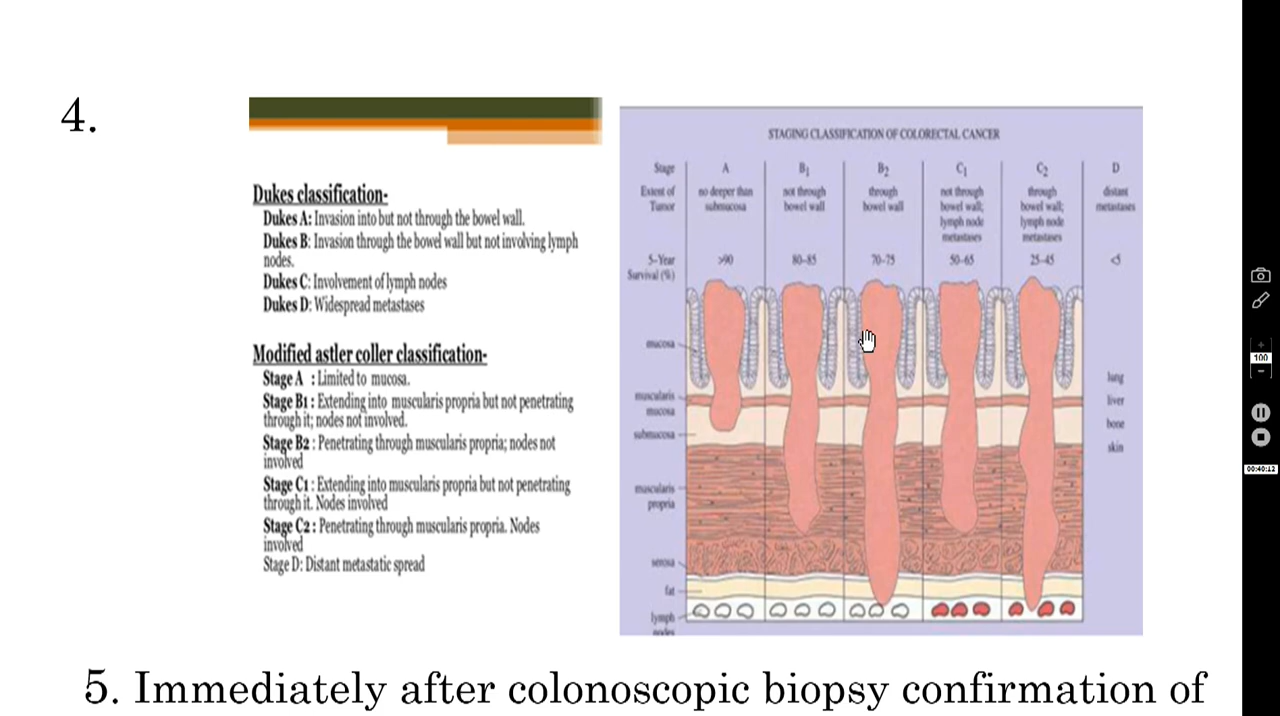 4.
Dukes classification-
Dukes A: Invasion into but not through the bowel wall.
Dukes B: Invasion through the bowel wall but not involving lymph
nodes.
Dukes C: Involvement of lymph nodes
Dukes D: Widespread metastases
Modified astler coller classification-
Stage A : Limited to mucosa.
Stage B1 : Extending into muscularis propria but not penetrating
through it; nodes not involved.
Stage B2 : Penetrating through muscularis propria; nodes not
involved
Stage C1 : Extending into muscularis propria but not penetrating
through it. Nodes involved
Stage C2 : Penetrating through muscularis propria. Nodes
involved
Stage D: Distant metastatic spread
STAGING CLASSIFICATION OF COLORECTAL CANCER
Stage A B1 B2 C1 C2 D
Extent of Tumor
no deeper than
submucosa
not through
bowel wall
through
bowel wall
not through
bowel wall;
lymph node
metastases
through
bowel wall;
lymph node
metastases
distant
metastases
5-Year
Survival (%)
>90 80-85 70-75 50-65 25-45 <5
mucosa
muscularis
mucosa
submucosa
muscularis
propria
serosa
fat
lymph
nodes
lung
liver
bone
skin
5. Immediately after colonoscopic biopsy confirmation of
+
100
-
00:40:12